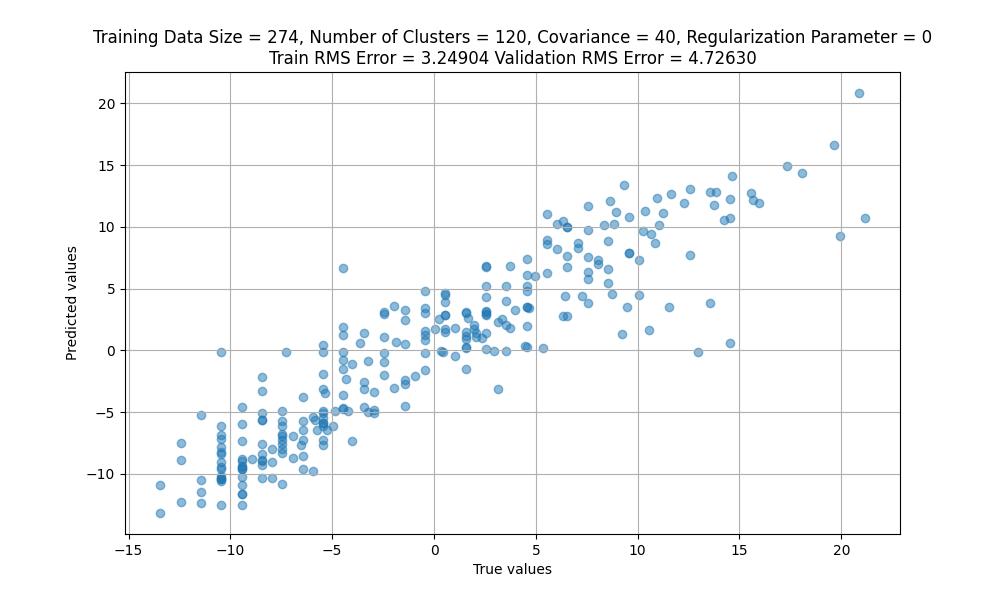 Training Data Size = 274, Number of Clusters = 120, Covariance = 40, Regularization Parameter = 0
Train RMS Error = 3.24904 Validation RMS Error = 4.72630
20
15
10
5
0
−5
−10
Predicted values
−15 −10 −5 0 5 10 15 20
True values